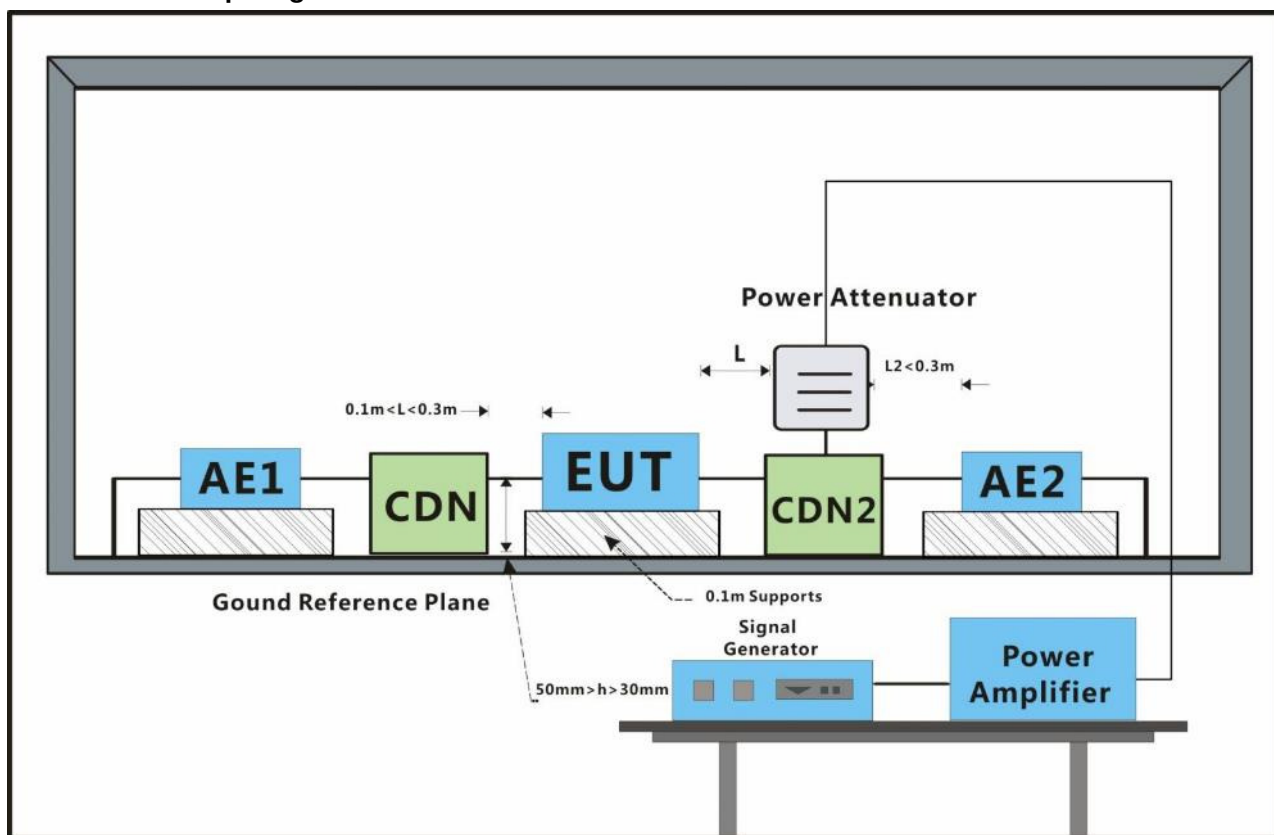 Power Attenuator
L
L2<0.3m
0.1m<L<0.3m
AE1
CDN
EUT
CDN2
AE2
Gound Reference Plane
0.1m Supports
Signal
Generator
50mm>h>30mm
Power
Amplifier